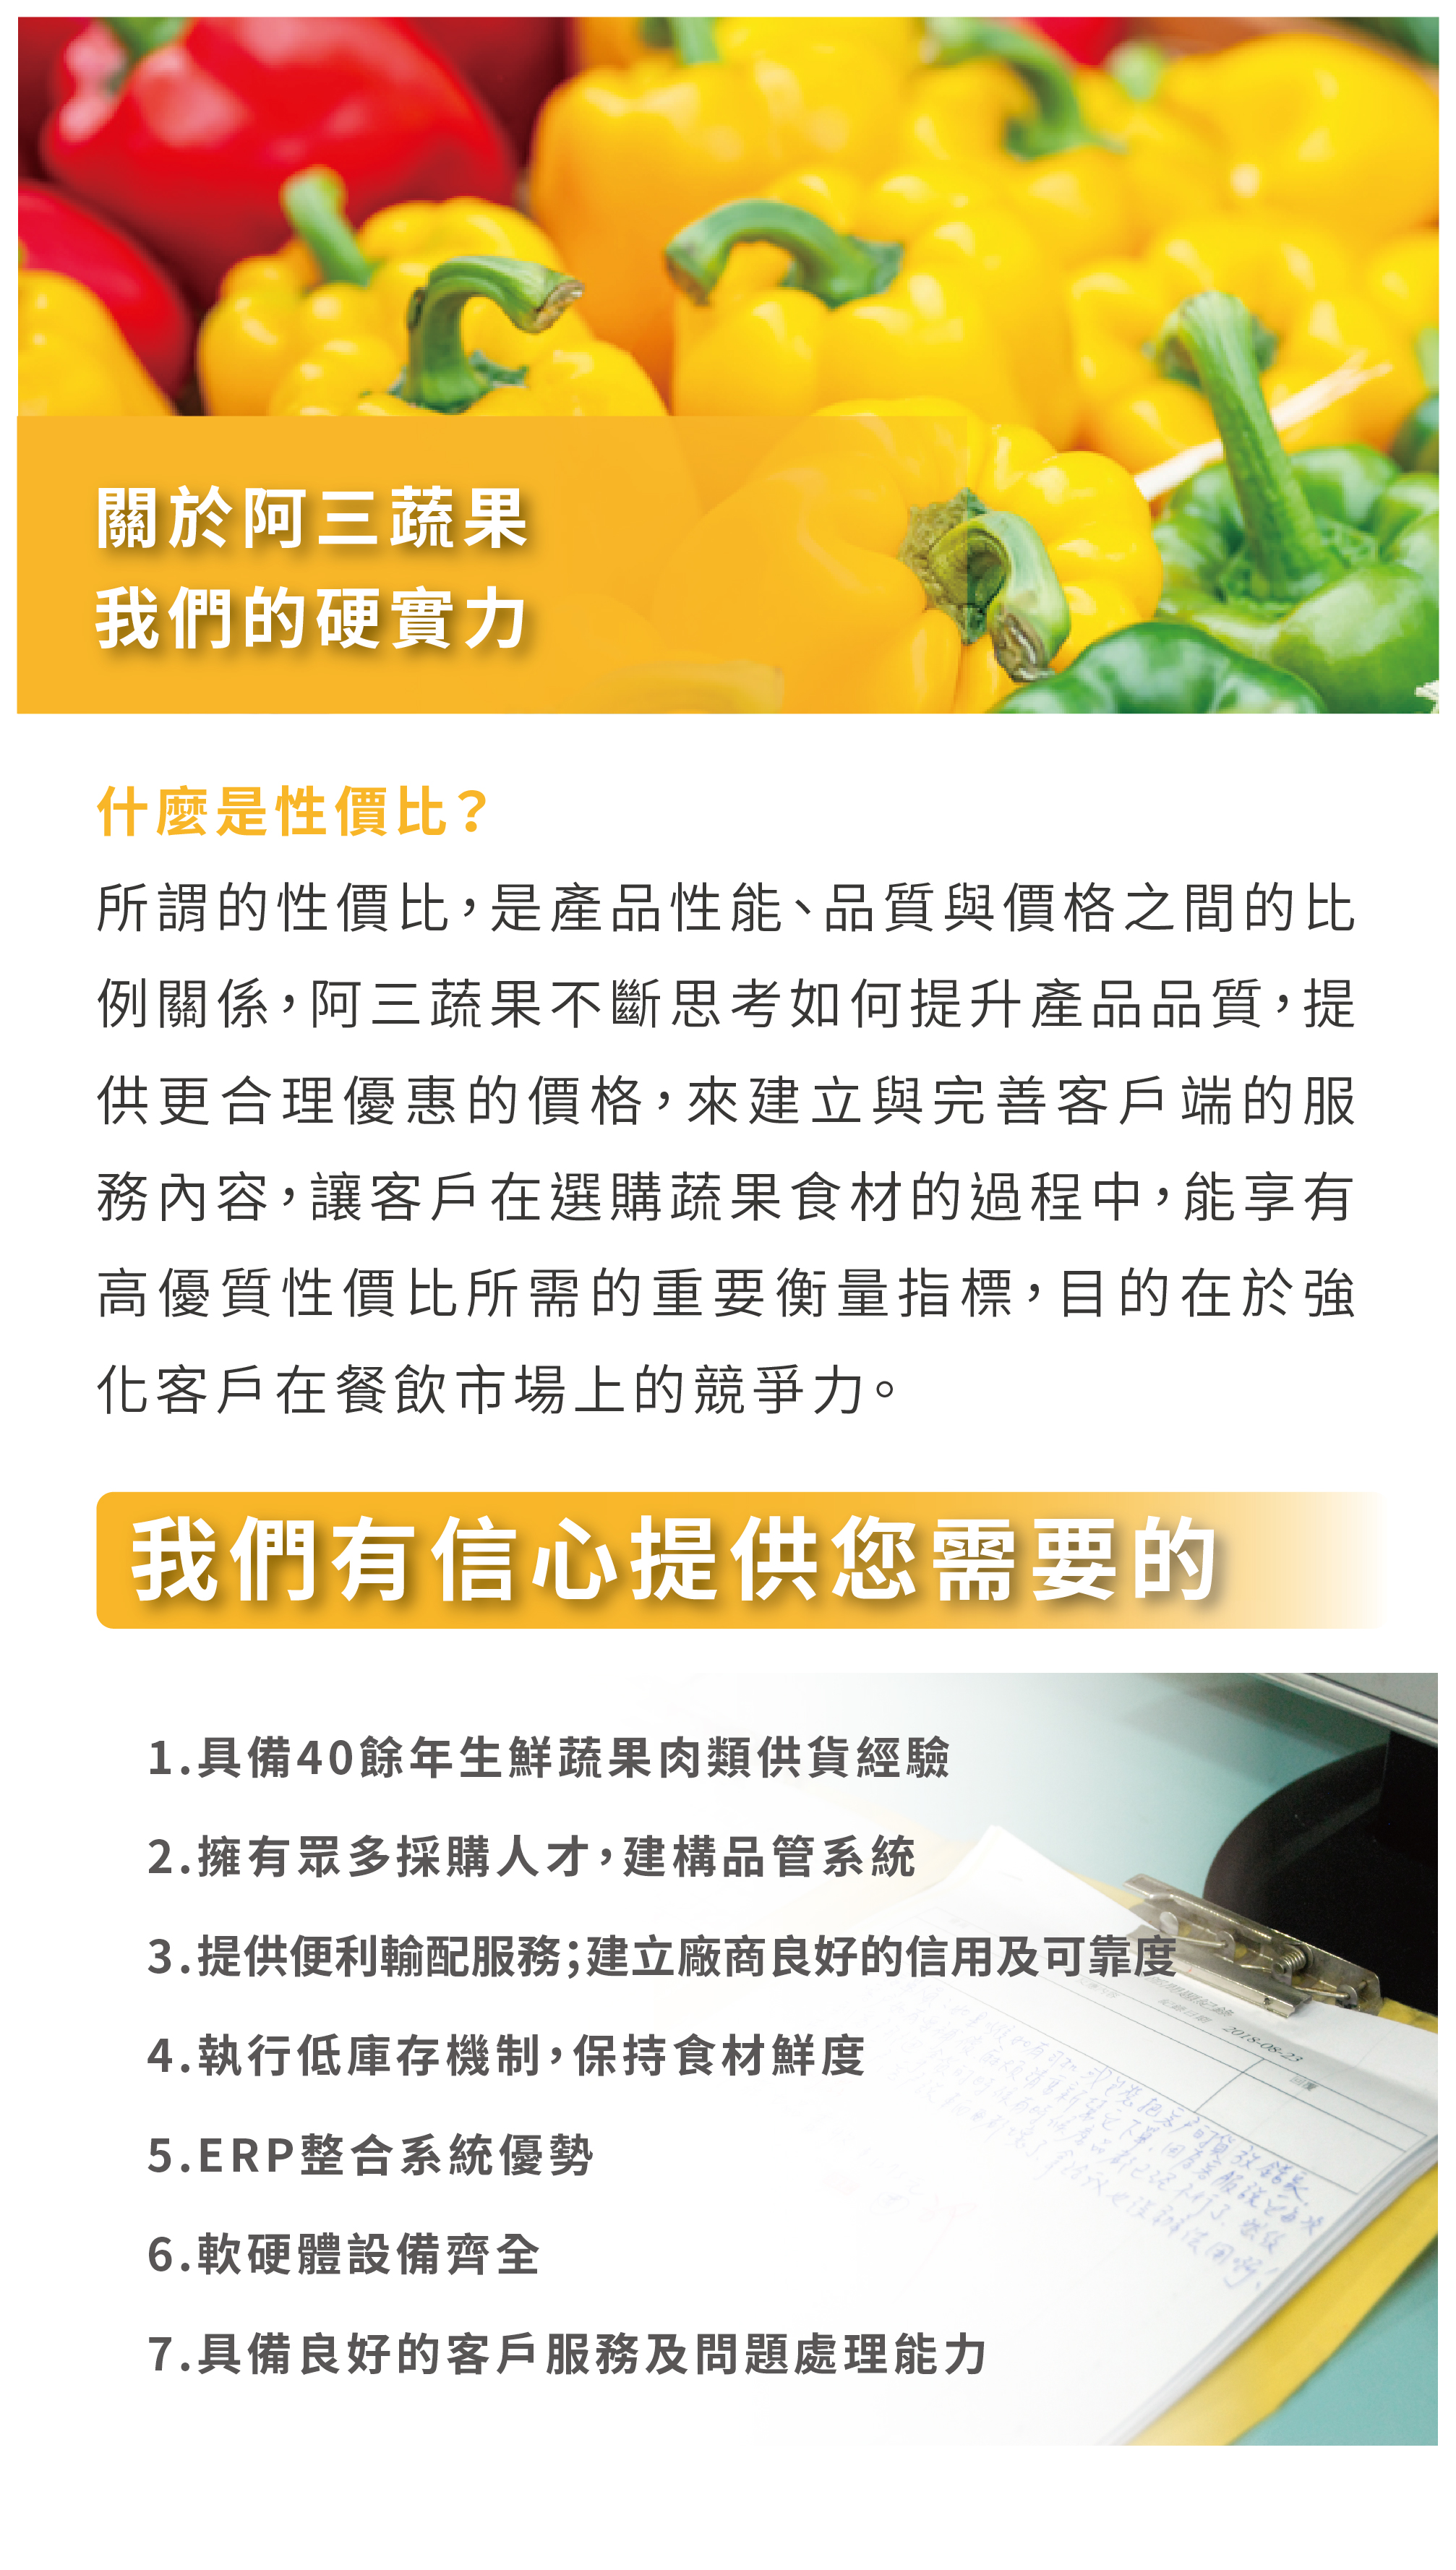 關於阿三蔬果
我們的硬實力
什麼是性價比？
所謂的性價比，是產品性能、品質與價格之間的比
例關係，阿三蔬果不斷思考如何提升產品品質，提
供更合理優惠的價格，來建立與完善客戶端的服
務內容，讓客戶在選購蔬果食材的過程中，能享有
高優質性價比所需的重要衡量指標，目的在於強
化客戶在餐飲市場上的競爭力。
我們有信心提供您需要的
1.具備40餘年生鮮蔬果肉類供貨經驗
2.擁有眾多採購人才，建構品管系統
3.提供便利輸配服務；建立廠商良好的信用及可靠度
4.執行低庫存機制，保持食材鮮度
5.ERP整合系統優勢
6.軟硬體設備齊全
7.具備良好的客戶服務及問題處理能力
2018-08-23